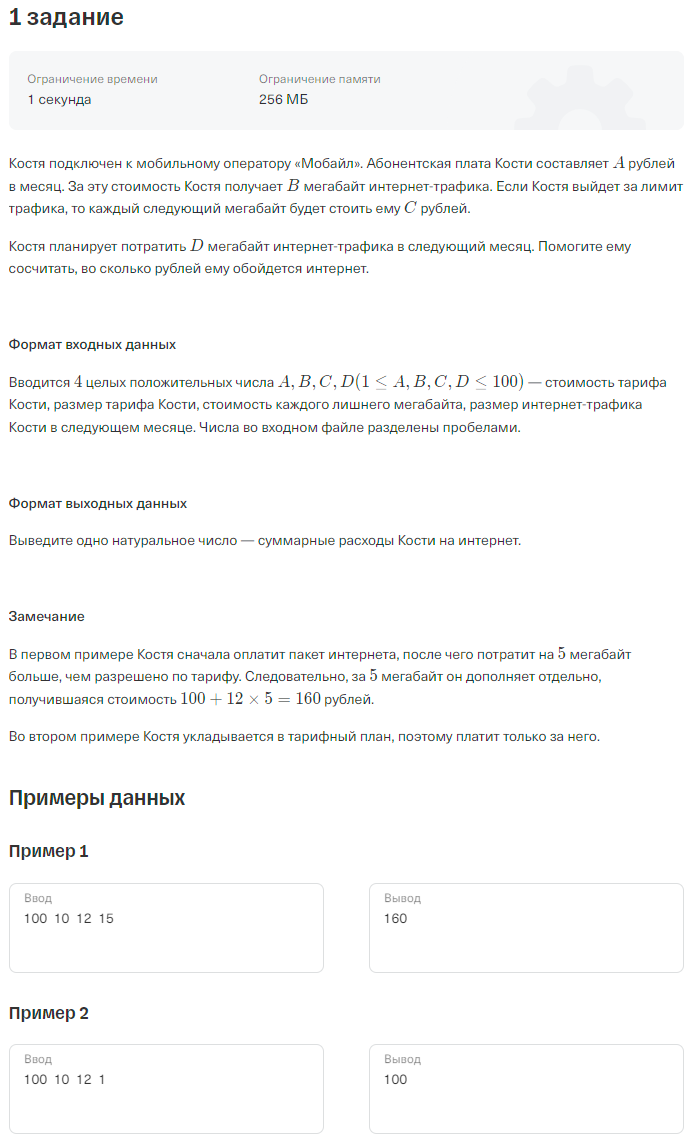 1 задание
Ограничение времени
Ограничение памяти
1 секунда
256 МБ
Костя подключен к мобильному оператору «Мобайл». Абонентская плата Кости составляет A рублей
в месяц. За эту стоимость Костя получает B мегабайт интернет-трафика. Если Костя выйдет за лимит
трафика, то каждый следующий мегабайт будет стоить ему C рублей.
Костя планирует потратить D мегабайт интернет-трафика в следующий месяц. Помогите ему
сосчитать, во сколько рублей ему обойдется интернет.
Формат входных данных
Вводится 4 целых положительных числа A, B, C, D(1 ≤ A, B, C, D ≤ 100) — стоимость тарифа
Кости, размер тарифа Кости, стоимость каждого лишнего мегабайта, размер интернет-трафика
Кости в следующем месяце. Числа во входном файле разделены пробелами.
Формат выходных данных
Выведите одно натуральное число — суммарные расходы Кости на интернет.
Замечание
В первом примере Костя сначала оплатит пакет интернета, после чего потратит на 5 мегабайт
больше, чем разрешено по тарифу. Следовательно, за 5 мегабайт он дополняет отдельно,
получившаяся стоимость 100 + 12 × 5 = 160 рублей.
Во втором примере Костя укладывается в тарифный план, поэтому платит только за него.
Примеры данных
Пример 1
Ввод
100 10 12 15
Вывод
160
Пример 2
Ввод
100 10 12 1
Вывод
100